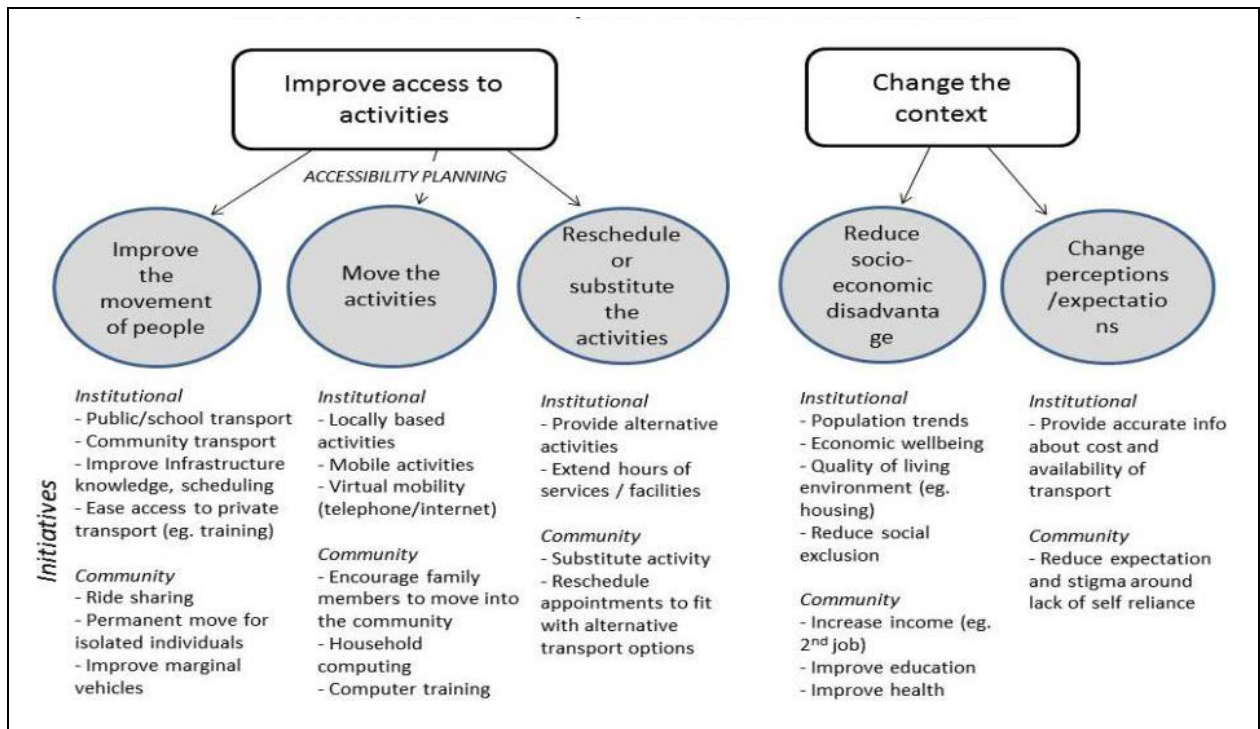 Improve access to
activities
Change the
context
ACCESSIBILITY PLANNING
Improve
the
movement
of people
Move the
activities
Reschedule
or
substitute
the
activities
Reduce
socio-
economic
disadvanta
ge
Change
perceptions
/expectatio
ns
Initiatives
Institutional
- Public/school transport
- Community transport
- Improve Infrastructure
knowledge, scheduling
- Ease access to private
transport (eg. training)
Community
- Ride sharing
- Permanent move for
isolated individuals
- Improve marginal
vehicles
Institutional
- Locally based
activities
- Mobile activities
- Virtual mobility
(telephone/internet)
Community
- Encourage family
members to move into
the community
- Household
computing
- Computer training
Institutional
- Provide alternative
activities
- Extend hours of
services / facilities
Community
- Substitute activity
- Reschedule
appointments to fit
with alternative
transport options
Institutional
- Population trends
- Economic wellbeing
- Quality of living
environment (eg.
housing)
- Reduce social
exclusion
Community
- Increase income (eg.
2nd job)
- Improve education
- Improve health
Institutional
- Provide accurate info
about cost and
availability of
transport
Community
- Reduce expectation
and stigma around
lack of self reliance